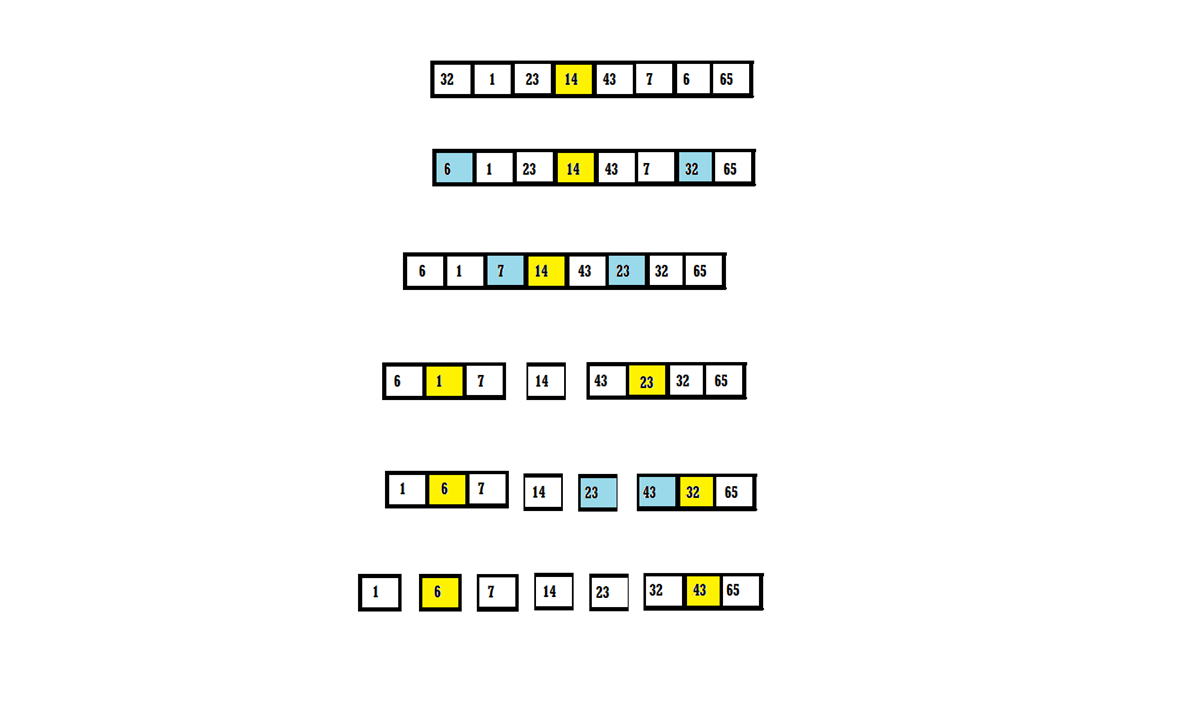 32 1 23 14 43 7 6 65
6 1 23 14 43 7 32 65
6 1 7 14 43 23 32 65
6 1 7 14 43 23 32 65
1 6 7 14 23 43 32 65
1 6 7 14 23 32 43 65